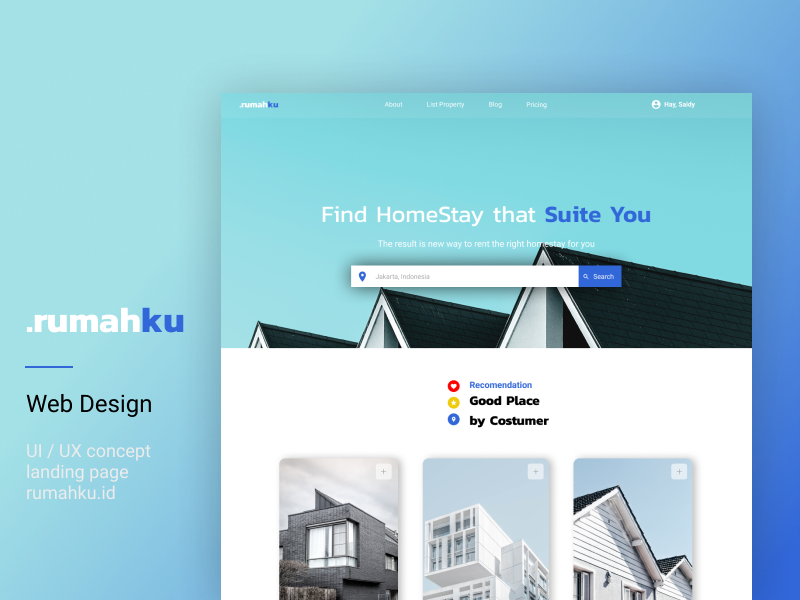 .rumahku
About
List Property
Blog
Pricing
Hay, Saldy
Find HomeStay that Suite You
The result is new way to rent the right homestay for you
Jakarta, Indonesia
Search
.rumahku
Web Design
UI / UX concept
landing page
rumahku.id
Recomendation
Good Place
by Costumer